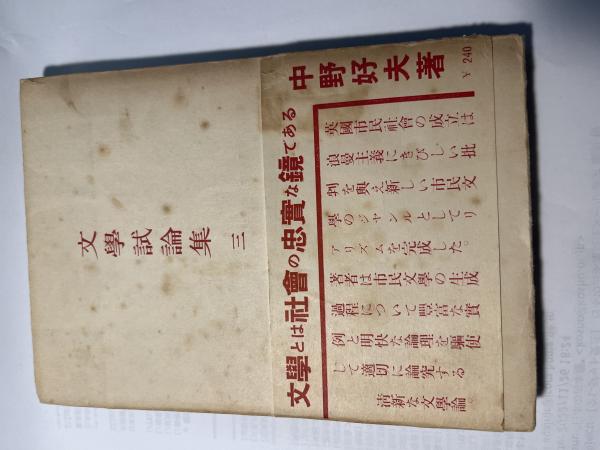 文學試論集 三
中野好夫著
￥240
文學とは社會の忠實な鏡である
英國市民社會の成立は
浪曼主義にきびしい批
判を與え新しい市民文
學のジャンルとしてリ
アリズムを完成した。
著者は市民文學の生成
過程について豐富な實
例と明快な論理を驅使
して適切に論究する
清新な文學論。